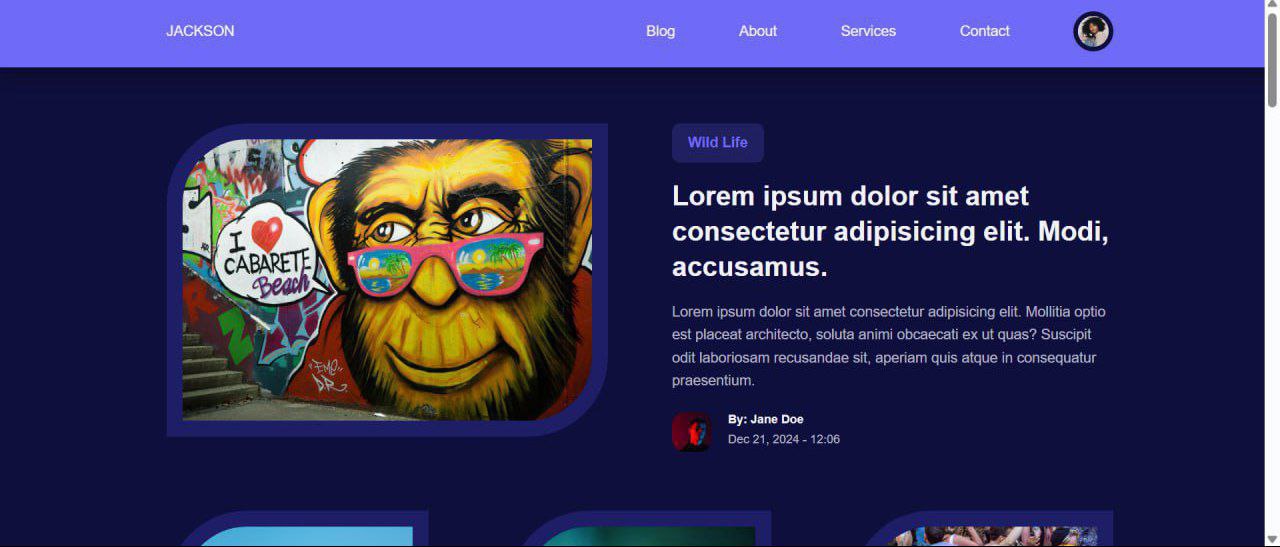 JACKSON
Blog
About
Services
Contact
I ❤
CABARETE
Beach
"EMC"
DR.
Wild Life
Lorem ipsum dolor sit amet
consectetur adipisicing elit. Modi,
accusamus.
Lorem ipsum dolor sit amet consectetur adipisicing elit. Mollitia optio
est placeat architecto, soluta animi obcaecati ex ut quas? Suscipit
odit laboriosam recusandae sit, aperiam quis atque in consequatur
praesentium.
By: Jane Doe
Dec 21, 2024 - 12:06